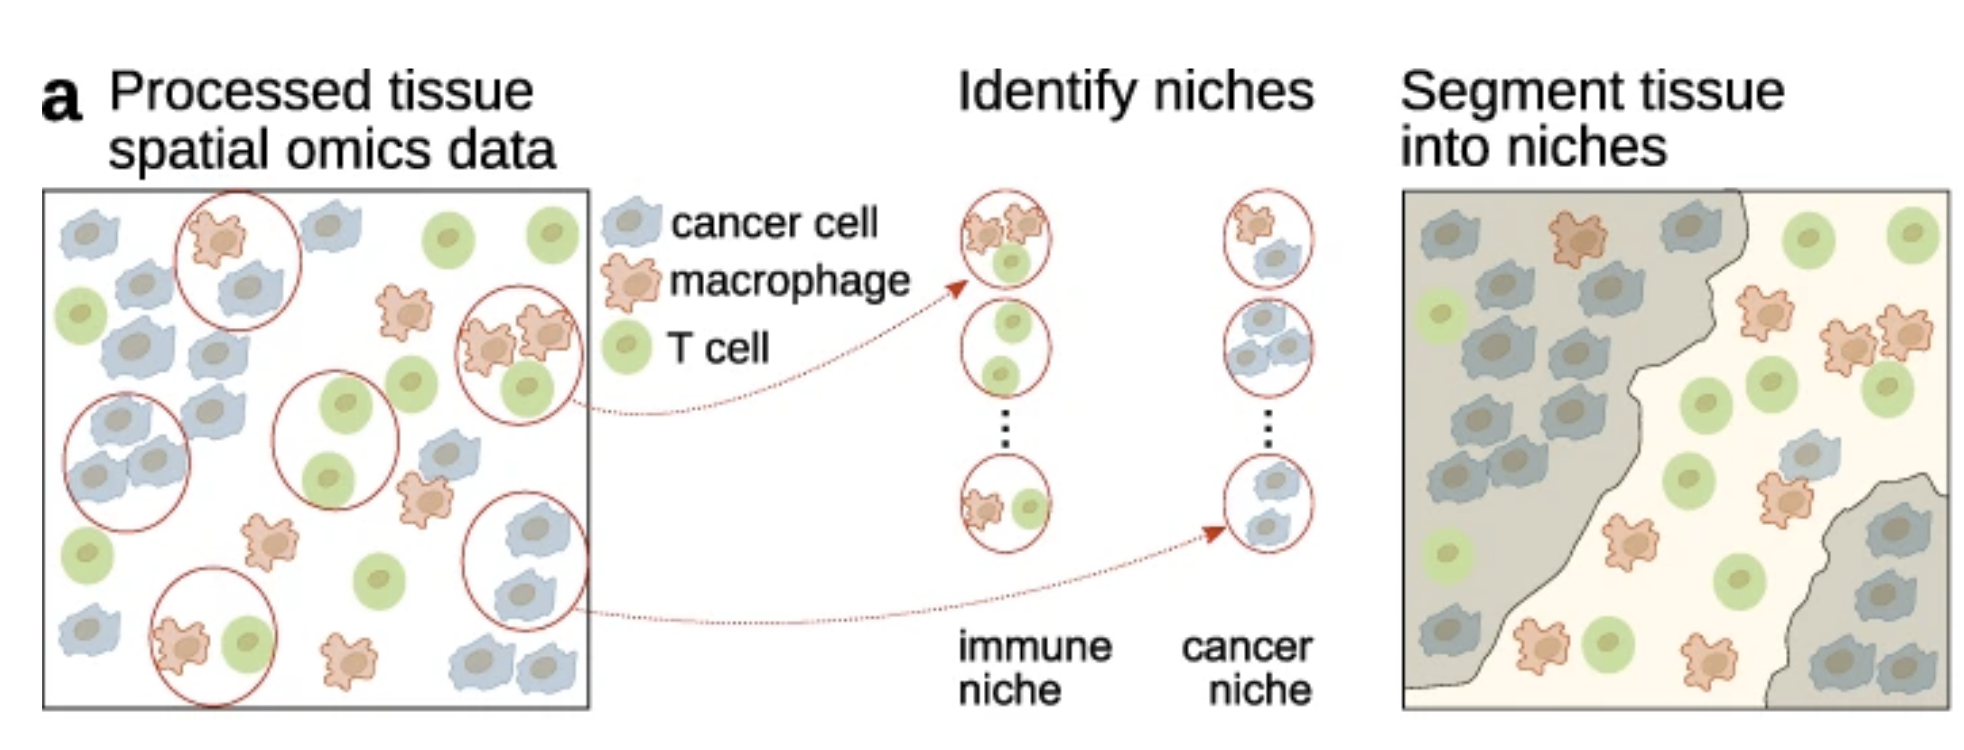 a Processed tissue
spatial omics data
cancer cell
macrophage
T cell
Identify niches
immune
niche
cancer
niche
Segment tissue
into niches